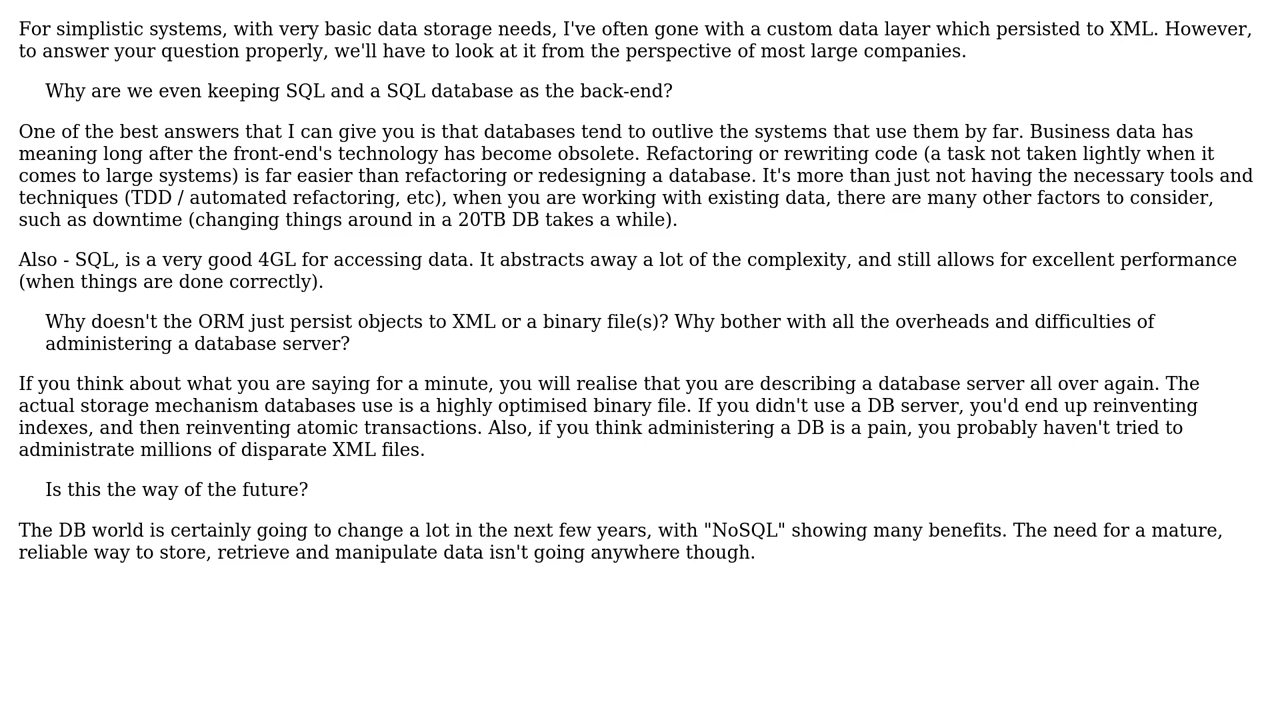 For simplistic systems, with very basic data storage needs, I've often gone with a custom data layer which persisted to XML. However,
to answer your question properly, we'll have to look at it from the perspective of most large companies.
Why are we even keeping SQL and a SQL database as the back-end?
One of the best answers that I can give you is that databases tend to outlive the systems that use them by far. Business data has
meaning long after the front-end's technology has become obsolete. Refactoring or rewriting code (a task not taken lightly when it
comes to large systems) is far easier than refactoring or redesigning a database. It's more than just not having the necessary tools and
techniques (TDD / automated refactoring, etc), when you are working with existing data, there are many other factors to consider,
such as downtime (changing things around in a 20TB DB takes a while).
Also - SQL, is a very good 4GL for accessing data. It abstracts away a lot of the complexity, and still allows for excellent performance
(when things are done correctly).
Why doesn't the ORM just persist objects to XML or a binary file(s)? Why bother with all the overheads and difficulties of
administering a database server?
If you think about what you are saying for a minute, you will realise that you are describing a database server all over again. The
actual storage mechanism databases use is a highly optimised binary file. If you didn't use a DB server, you'd end up reinventing
indexes, and then reinventing atomic transactions. Also, if you think administering a DB is a pain, you probably haven't tried to
administrate millions of disparate XML files.
Is this the way of the future?
The DB world is certainly going to change a lot in the next few years, with "NoSQL" showing many benefits. The need for a mature,
reliable way to store, retrieve and manipulate data isn't going anywhere though.